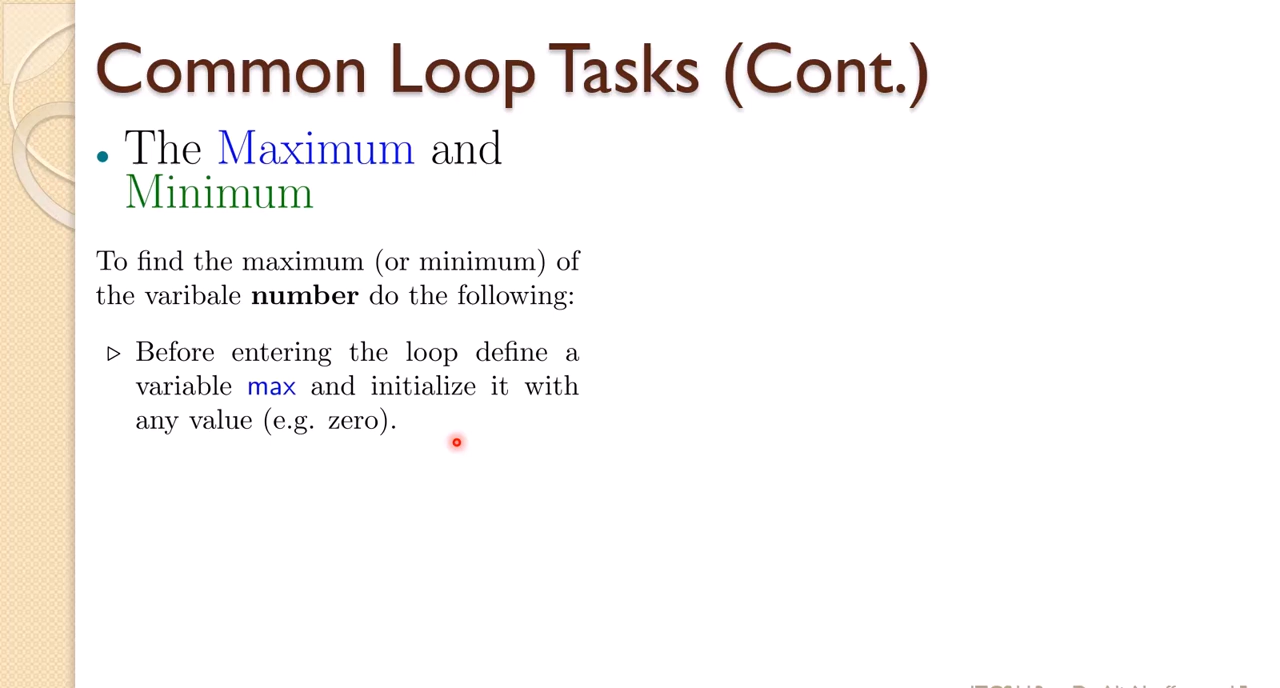 Common Loop Tasks (Cont.)
• The Maximum and
Minimum
To find the maximum (or minimum) of
the varibale number do the following:
▷ Before entering the loop define a
variable max and initialize it with
any value (e.g. zero).